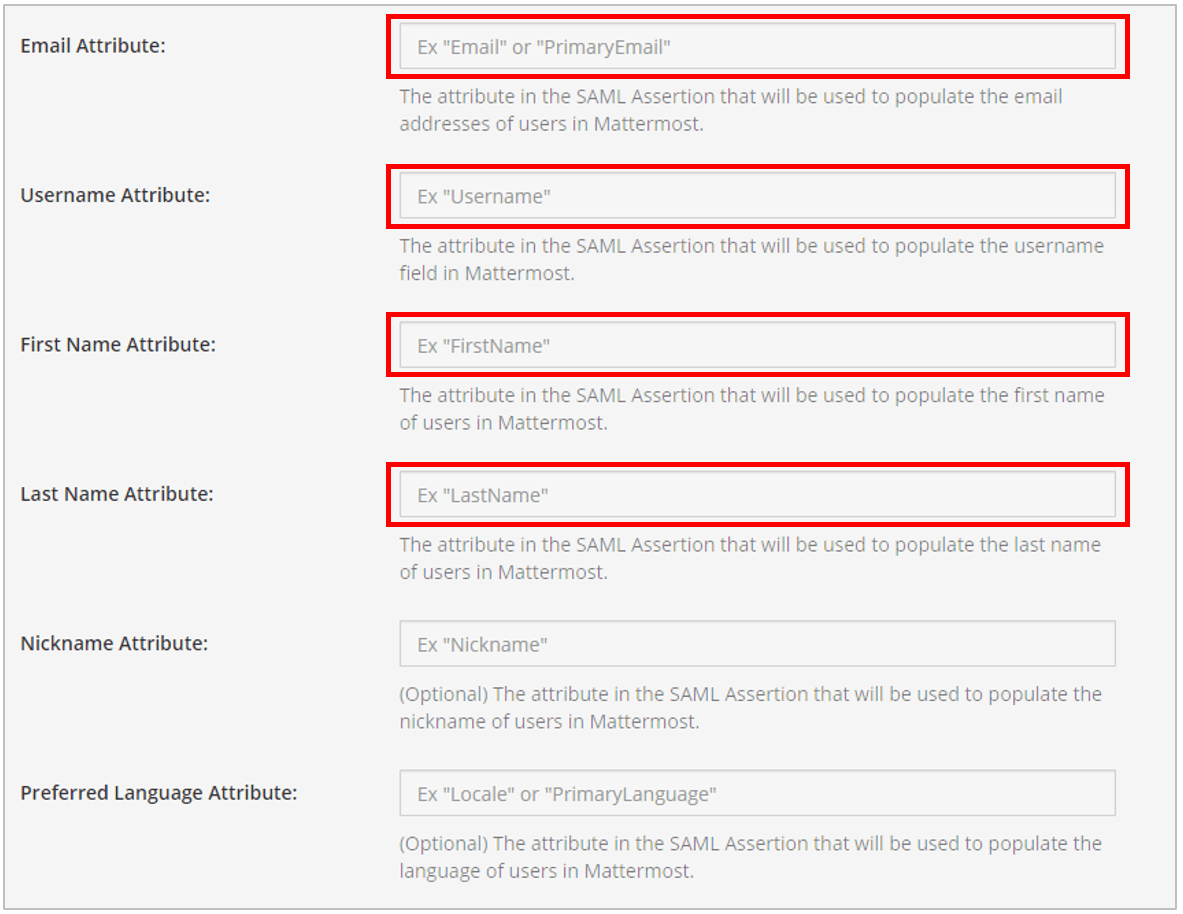 Email Attribute:
Ex "Email" or "PrimaryEmail"
The attribute in the SAML Assertion that will be used to populate the email
addresses of users in Mattermost.
Username Attribute:
Ex "Username"
The attribute in the SAML Assertion that will be used to populate the username
field in Mattermost.
First Name Attribute:
Ex "FirstName"
The attribute in the SAML Assertion that will be used to populate the first name
of users in Mattermost.
Last Name Attribute:
Ex "LastName"
The attribute in the SAML Assertion that will be used to populate the last name
of users in Mattermost.
Nickname Attribute:
Ex "Nickname"
(Optional) The attribute in the SAML Assertion that will be used to populate the
nickname of users in Mattermost.
Preferred Language Attribute:
Ex "Locale" or "PrimaryLanguage"
(Optional) The attribute in the SAML Assertion that will be used to populate the
language of users in Mattermost.